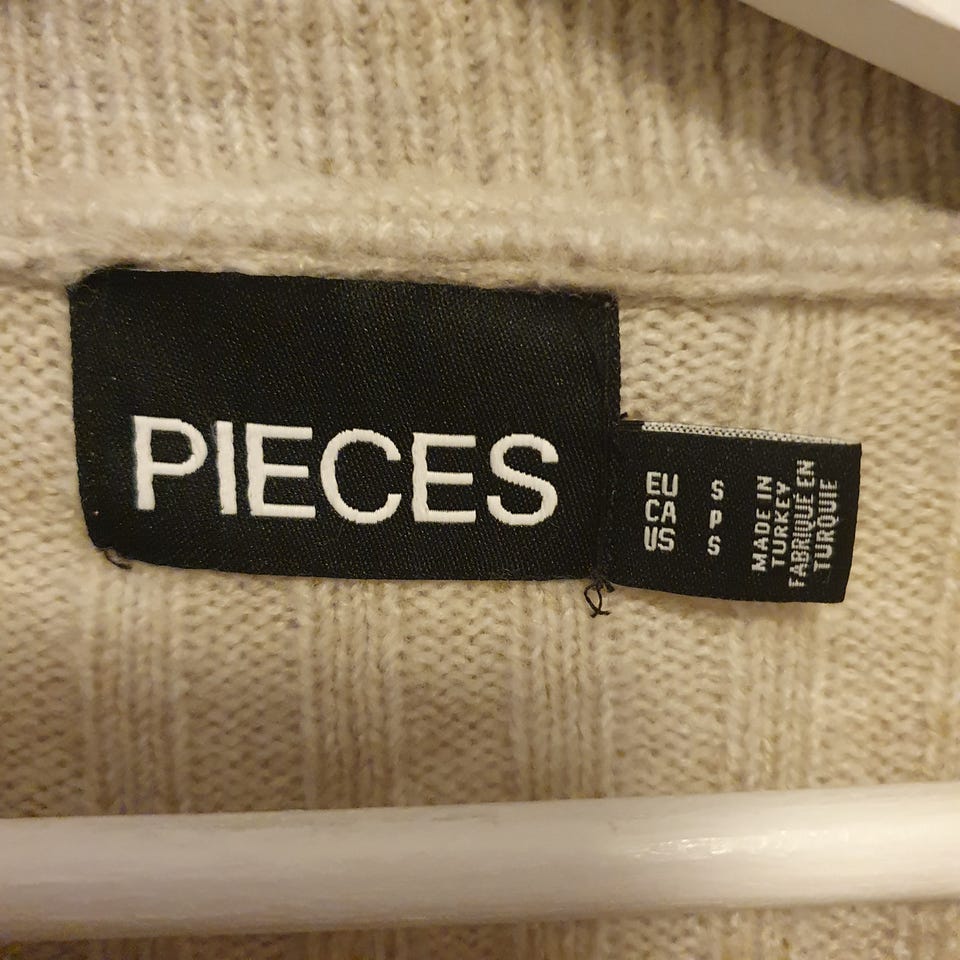 PIECES
EU S
CA P
US S
MADE IN
TURKEY
FABRIQUÉ EN
TURQUIE